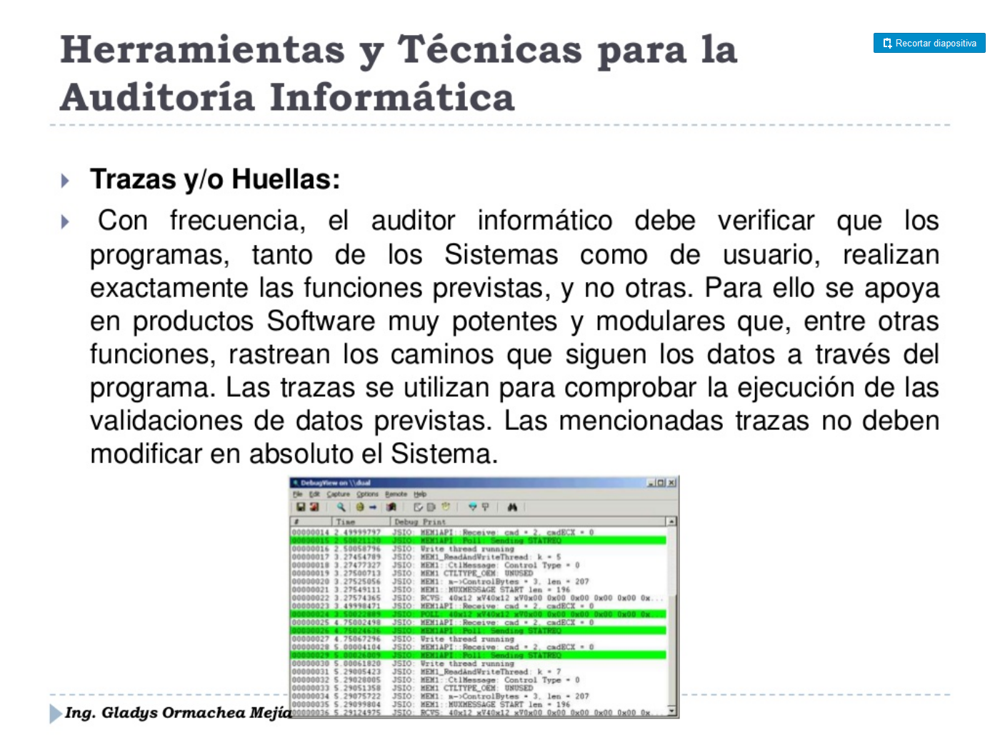 Herramientas y Técnicas para la
Auditoría Informática
Recortar diapositiva
Trazas y/o Huellas:
Con frecuencia, el auditor informático debe verificar que los
programas, tanto de los Sistemas como de usuario, realizan
exactamente las funciones previstas, y no otras. Para ello se apoya
en productos Software muy potentes y modulares que, entre otras
funciones, rastrean los caminos que siguen los datos a través del
programa. Las trazas se utilizan para comprobar la ejecución de las
validaciones de datos previstas. Las mencionadas trazas no deben
modificar en absoluto el Sistema.
DebugView on \\dual
File Edit Capture Options Remote Help
# Time Debug Print
00000014 2.49999797 JSIO: MEM1API::Receive: cmd = 2, cmdECX = 0
00000015 2.50021120 JSIO: MEM1API::Poll: Sending STATREQ
00000016 2.50058796 JSIO: Write thread running
00000017 3.27454789 JSIO: MEM1_ReadAndWriteThread: k = 5
00000018 3.27477327 JSIO: MEM1::CtlMessage: Control Type = 0
00000019 3.27500713 JSIO: MEM1 CTLTYPE_OEM: UNUSED
00000020 3.27525056 JSIO: MEM1: m->ControlBytes = 3, len = 207
00000021 3.27549111 JSIO: MEM1::MUXMESSAGE START len = 196
00000022 3.27574365 JSIO: RCVS: 40x12 xV40x12 xV0x00 0x00 0x00 0x00 0x00 0x...
00000023 3.49998471 JSIO: MEM1API::Receive: cmd = 2, cmdECX = 0
00000024 3.50022889 JSIO: POLL: 40x12 xV40x12 xV0x00 0x00 0x00 0x00 0x00 0x...
00000025 4.75002498 JSIO: MEM1API::Receive: cmd = 2, cmdECX = 0
00000026 4.75024636 JSIO: MEM1API::Poll: Sending STATREQ
00000027 4.75067296 JSIO: Write thread running
00000028 5.00004104 JSIO: MEM1API::Receive: cmd = 2, cmdECX = 0
00000029 5.00026009 JSIO: MEM1API::Poll: Sending STATREQ
00000030 5.00061820 JSIO: Write thread running
00000031 5.29005423 JSIO: MEM1_ReadAndWriteThread: k = 7
00000032 5.29028005 JSIO: MEM1::CtlMessage: Control Type = 0
00000033 5.29051358 JSIO: MEM1 CTLTYPE_OEM: UNUSED
00000034 5.29075722 JSIO: MEM1: m->ControlBytes = 3, len = 207
00000035 5.29099804 JSIO: MEM1::MUXMESSAGE START len = 196
00000036 5.29124975 JSIO: RCVS: 40x12 xV40x12 xV0x00 0x00 0x00 0x00 0x00 0x...
Ing. Gladys Ormachea Mejía